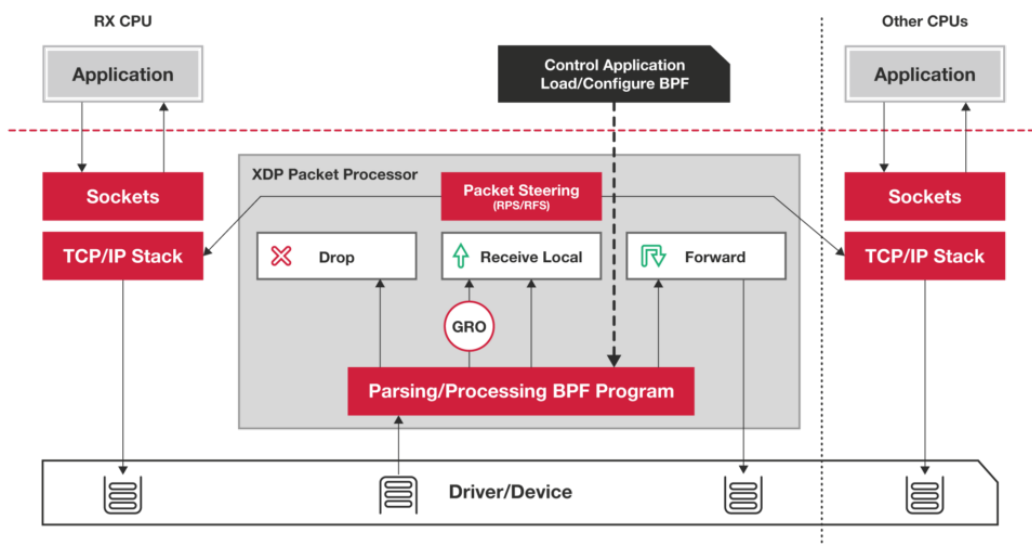 RX CPU
Other CPUs
Application
Control Application
Load/Configure BPF
Application
XDP Packet Processor
Sockets
Packet Steering
(RPS/RFS)
Sockets
TCP/IP Stack
Drop
Receive Local
Forward
TCP/IP Stack
GRO
Parsing/Processing BPF Program
Driver/Device